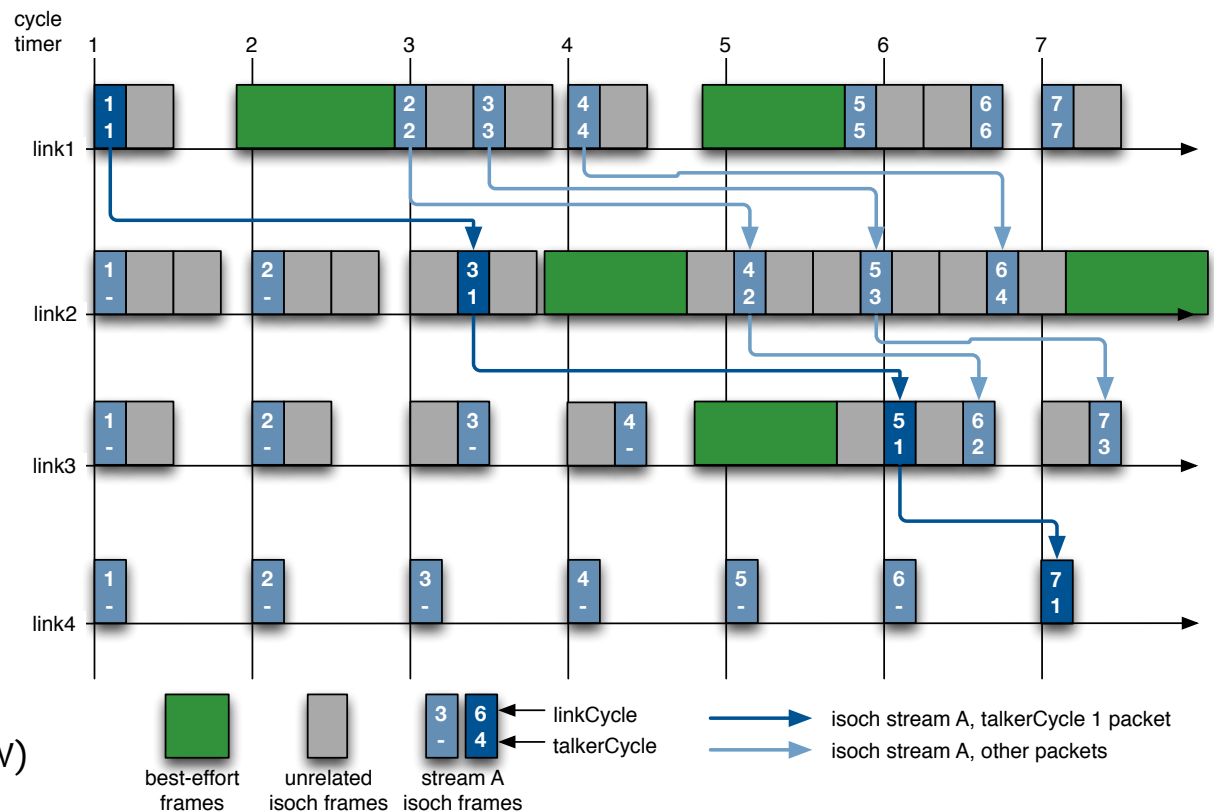 cycle
timer 1 2 3 4 5 6 7
1 2 3 4 5 6 7
1 2 3 4 5 6 7
link1
1 2 3 4 5 6
- - 1 2 3 4
link2
1 2 3 4 5 6 7
- - - - 1 2 3
link3
1 2 3 4 5 6 7
- - - - - - 1
link4
3 6 linkCycle
- 4 talkerCycle
isoch stream A, talkerCycle 1 packet
isoch stream A, other packets
w)
best-effort
frames
unrelated
isoch frames
stream A
isoch frames